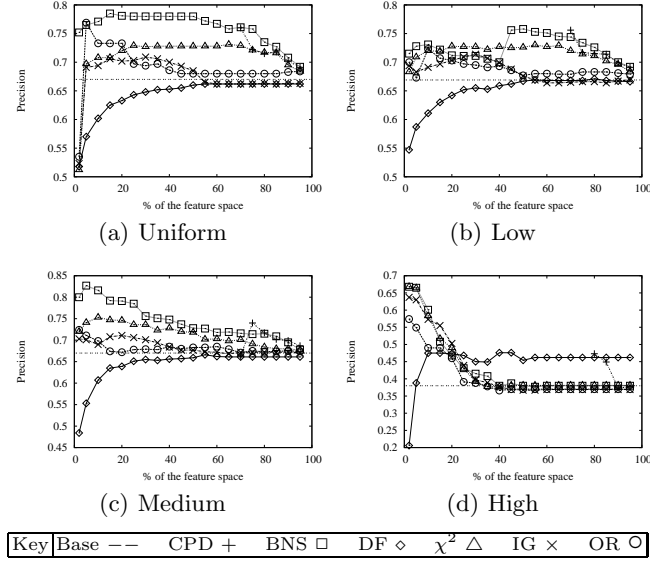 0.8
0.75
0.7
0.65
0.6
0.55
0.5
Precision
0 20 40 60 80 100
% of the feature space
(a) Uniform
0.8
0.75
0.7
0.65
0.6
0.55
0.5
Precision
0 20 40 60 80 100
% of the feature space
(b) Low
0.85
0.8
0.75
0.7
0.65
0.6
0.55
0.5
0.45
Precision
0 20 40 60 80 100
% of the feature space
(c) Medium
0.7
0.65
0.6
0.55
0.5
0.45
0.4
0.35
0.3
0.25
0.2
Precision
0 20 40 60 80 100
% of the feature space
(d) High
Key Base −− CPD + BNS □ DF ◇ χ² △ IG × OR ○